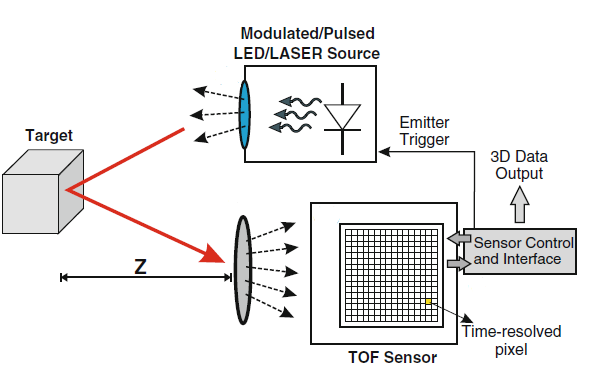 Modulated/Pulsed
LED/LASER Source
Target
Emitter
Trigger
3D Data
Output
Sensor Control
and Interface
Z
Time-resolved
pixel
TOF Sensor